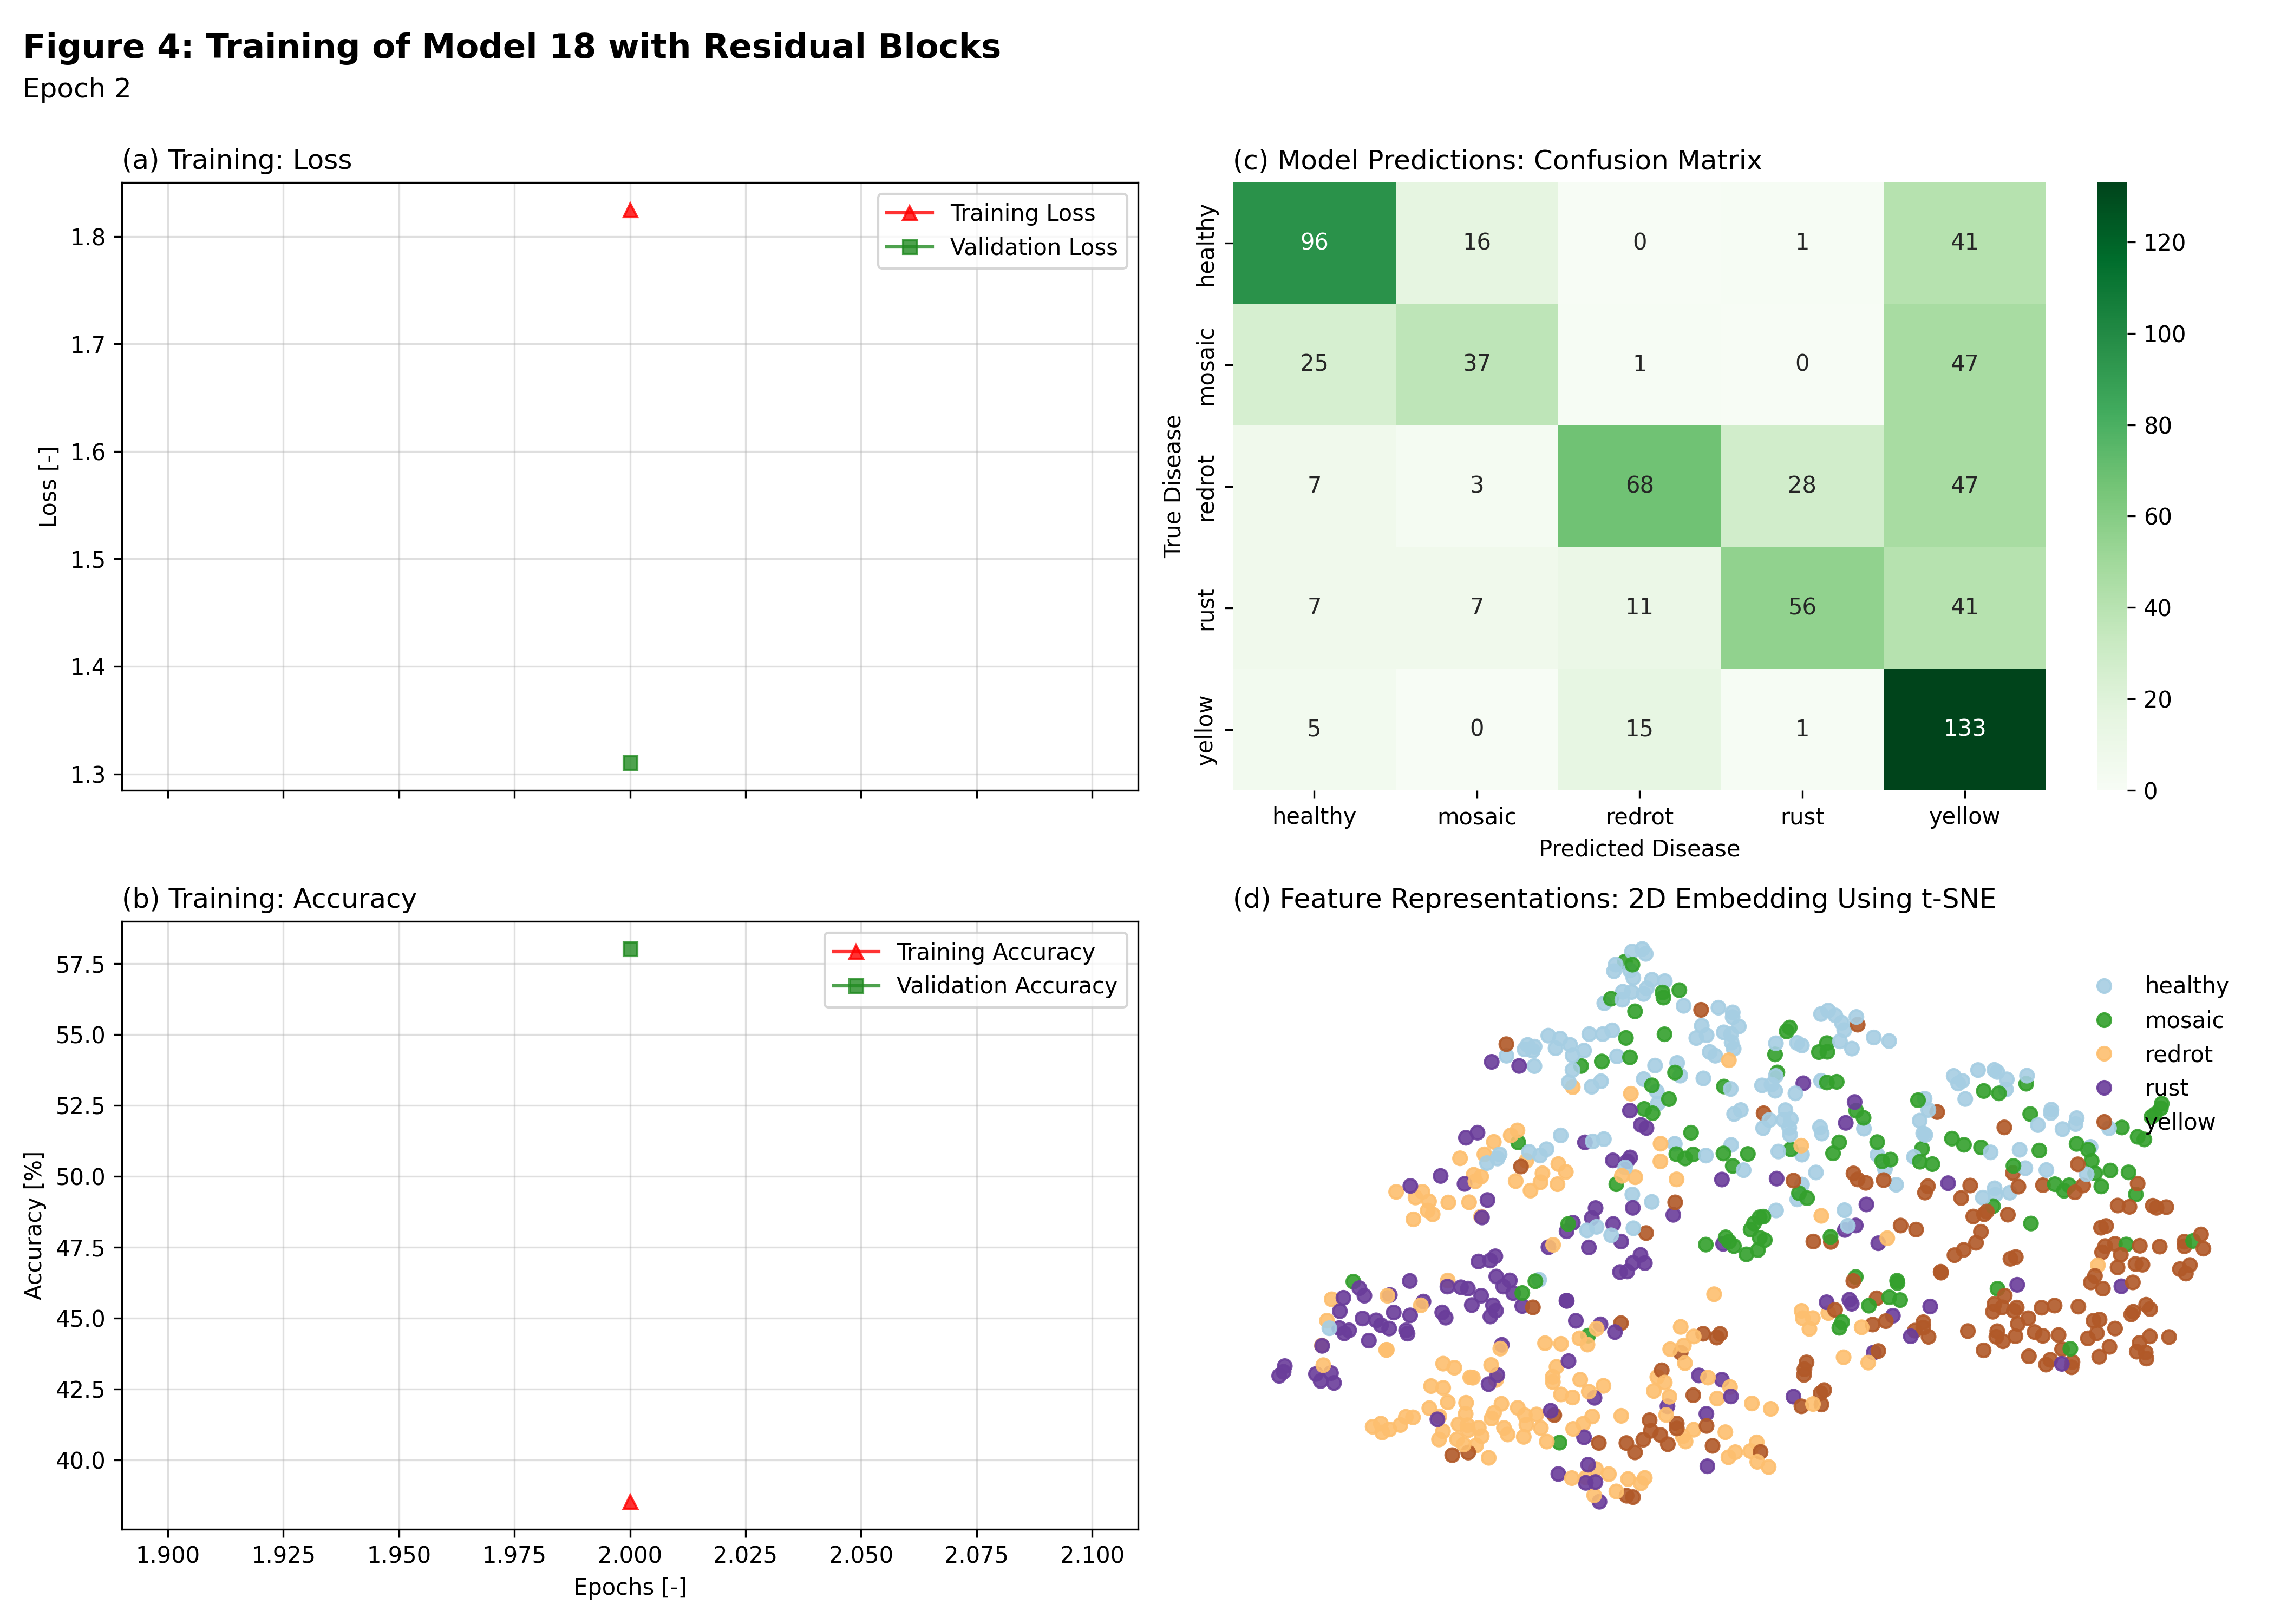 Figure 4: Training of Model 18 with Residual Blocks
Epoch 2
(a) Training: Loss
Training Loss
Validation Loss
Loss [-]
1.8
1.7
1.6
1.5
1.4
1.3
(c) Model Predictions: Confusion Matrix
True Disease
healthy
96 16 0 1 41
mosaic
25 37 1 0 47
redrot
7 3 68 28 47
rust
7 7 11 56 41
yellow
5 0 15 1 133
healthy mosaic redrot rust yellow
Predicted Disease
120
100
80
60
40
20
0
(b) Training: Accuracy
Training Accuracy
Validation Accuracy
Accuracy [%]
57.5
55.0
52.5
50.0
47.5
45.0
42.5
40.0
1.900 1.925 1.950 1.975 2.000 2.025 2.050 2.075 2.100
Epochs [-]
(d) Feature Representations: 2D Embedding Using t-SNE
healthy
mosaic
redrot
rust
yellow